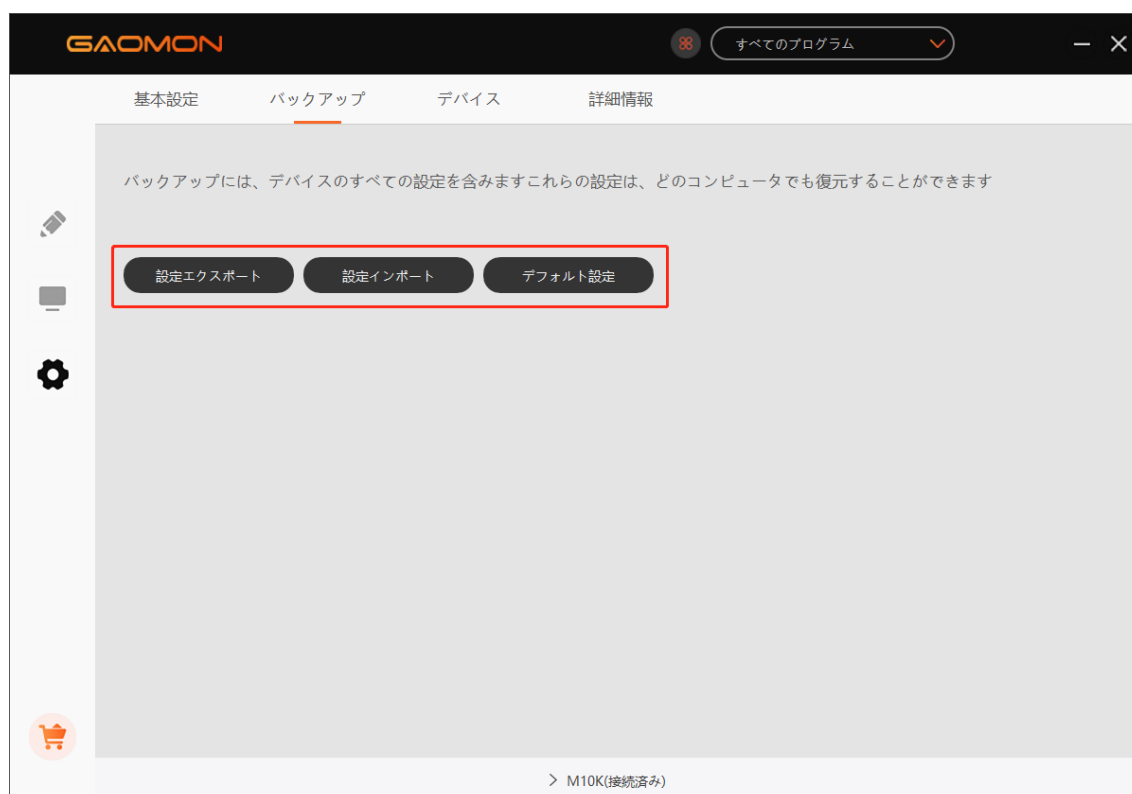 GAOMON
すべてのプログラム
基本設定 バックアップ デバイス 詳細情報
バックアップには、デバイスのすべての設定を含みますこれらの設定は、どのコンピュータでも復元することができます
設定エクスポート 設定インポート デフォルト設定
M10K(接続済み)